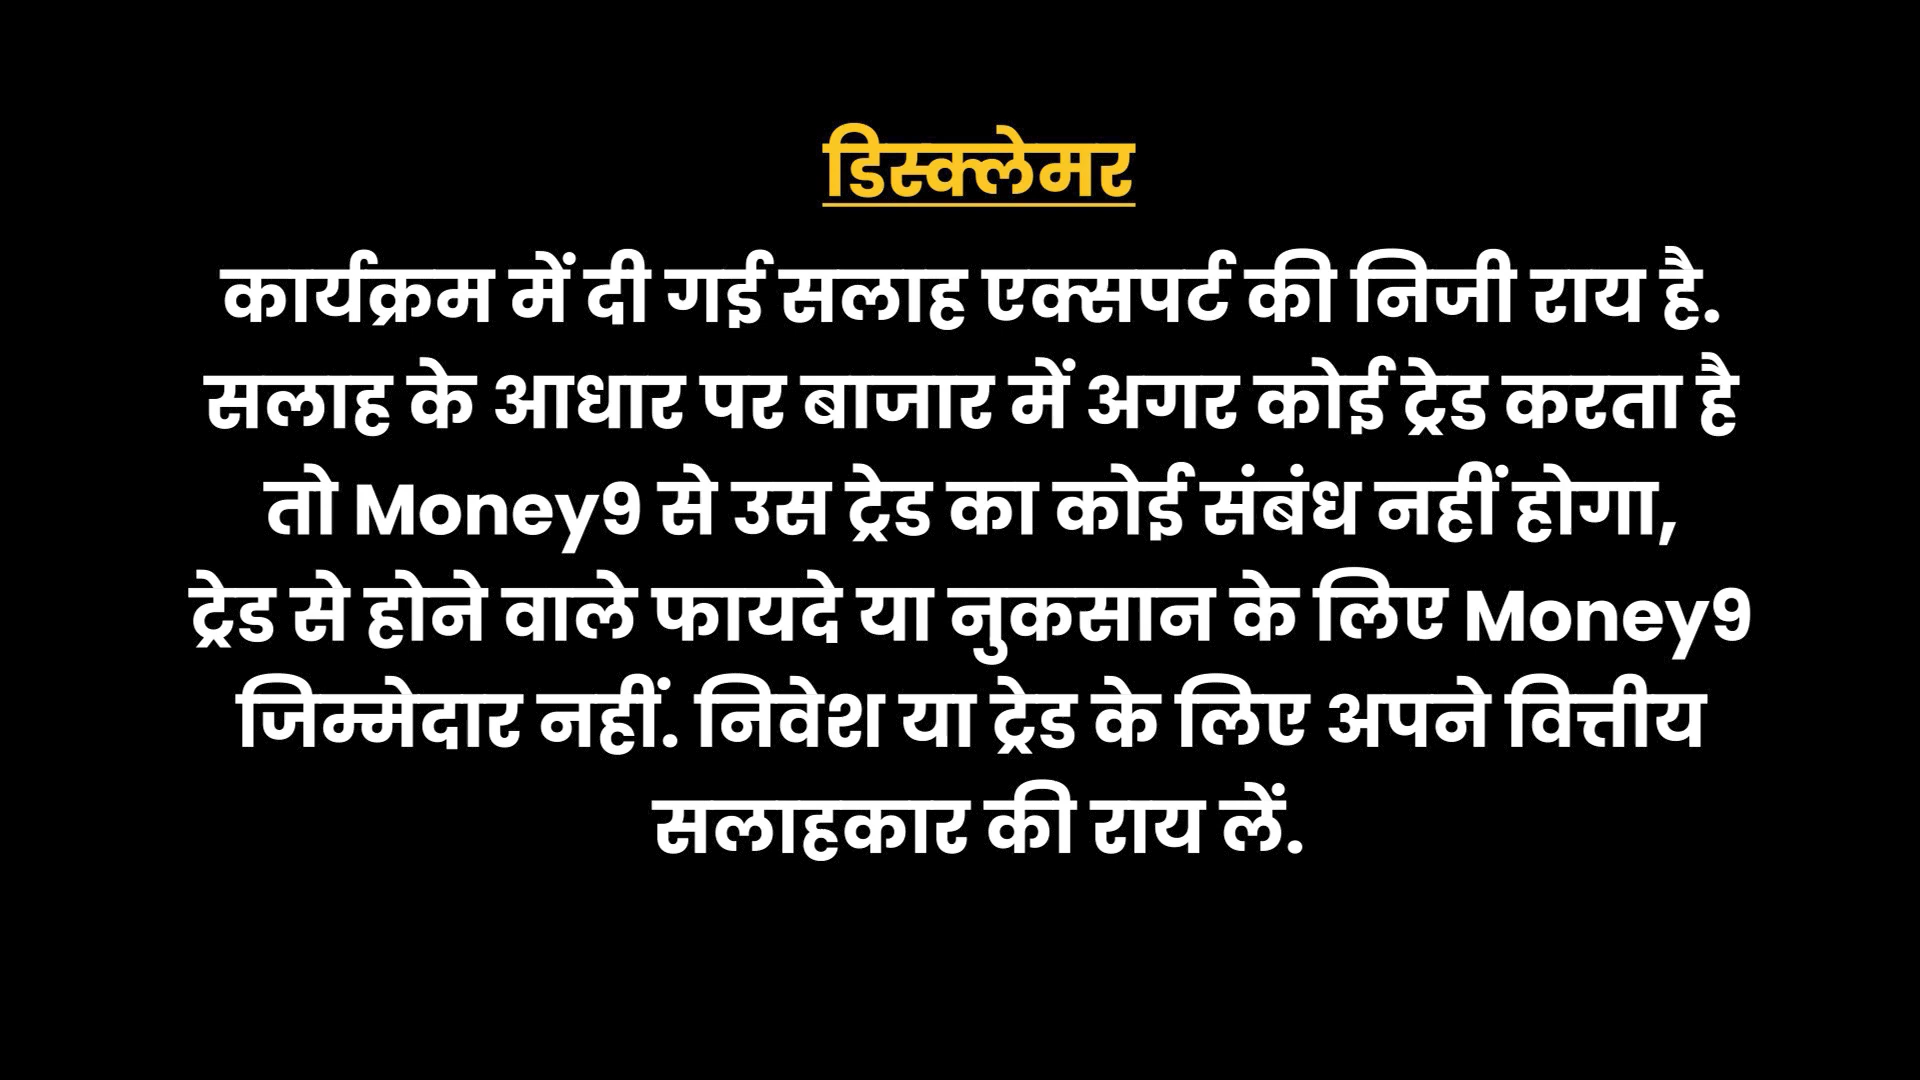 डिस्क्लेमर
कार्यक्रम में दी गई सलाह एक्सपर्ट की निजी राय है.
सलाह के आधार पर बाजार में अगर कोई ट्रेड करता है
तो Money9 से उस ट्रेड का कोई संबंध नहीं होगा,
ट्रेड से होने वाले फायदे या नुकसान के लिए Money9
जिम्मेदार नहीं. निवेश या ट्रेड के लिए अपने वित्तीय
सलाहकार की राय लें.